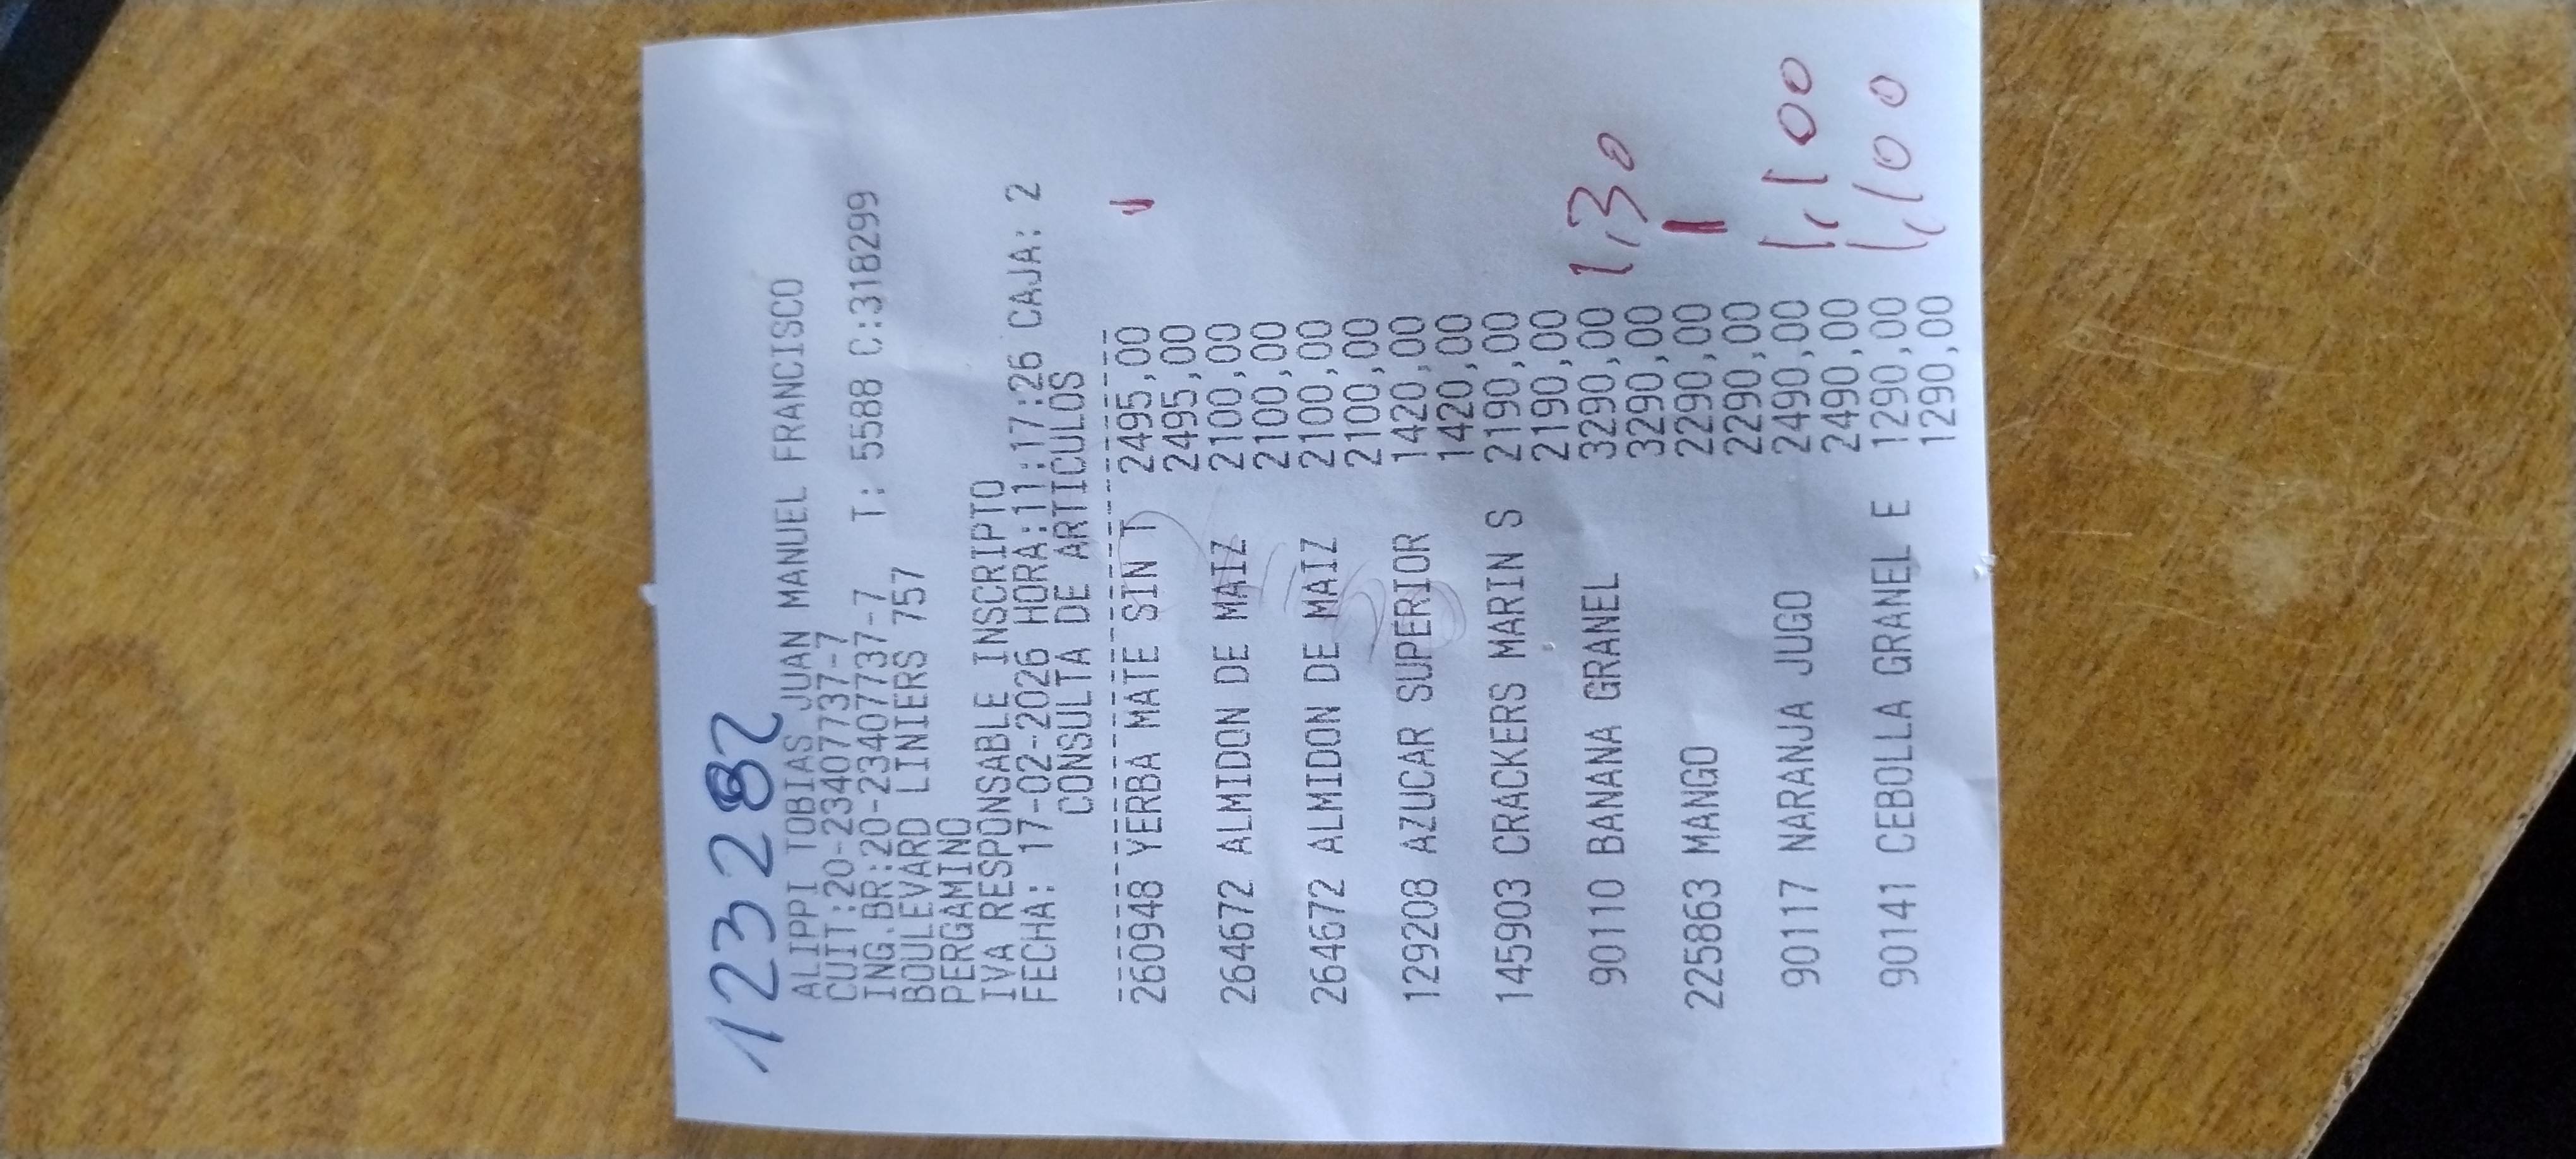 123282
ALIPPI TOBIAS JUAN MANUEL FRANCISCO
CUIT:20-23407737-7
ING.BR:20-23407737-7 T: 5588 C:318299
BOULEVARD LINIERS 757
PERGAMINO
IVA RESPONSABLE INSCRIPTO
FECHA: 17-02-2026 HORA:11:17:26 CAJA: 2
CONSULTA DE ARTICULOS
260948 YERBA MATE SIN T 2495,00
2495,00
264672 ALMIDON DE MAIZ 2100,00
2100,00
264672 ALMIDON DE MAIZ 2100,00
2100,00
129208 AZUCAR SUPERIOR 1420,00
1420,00
145903 CRACKERS MARIN S 2190,00
2190,00
90110 BANANA GRANEL 3290,00 1,30
3290,00
225863 MANGO 2290,00
2290,00
90117 NARANJA JUGO 2490,00 1,100
2490,00
90141 CEBOLLA GRANEL E 1290,00 1,100
1290,00